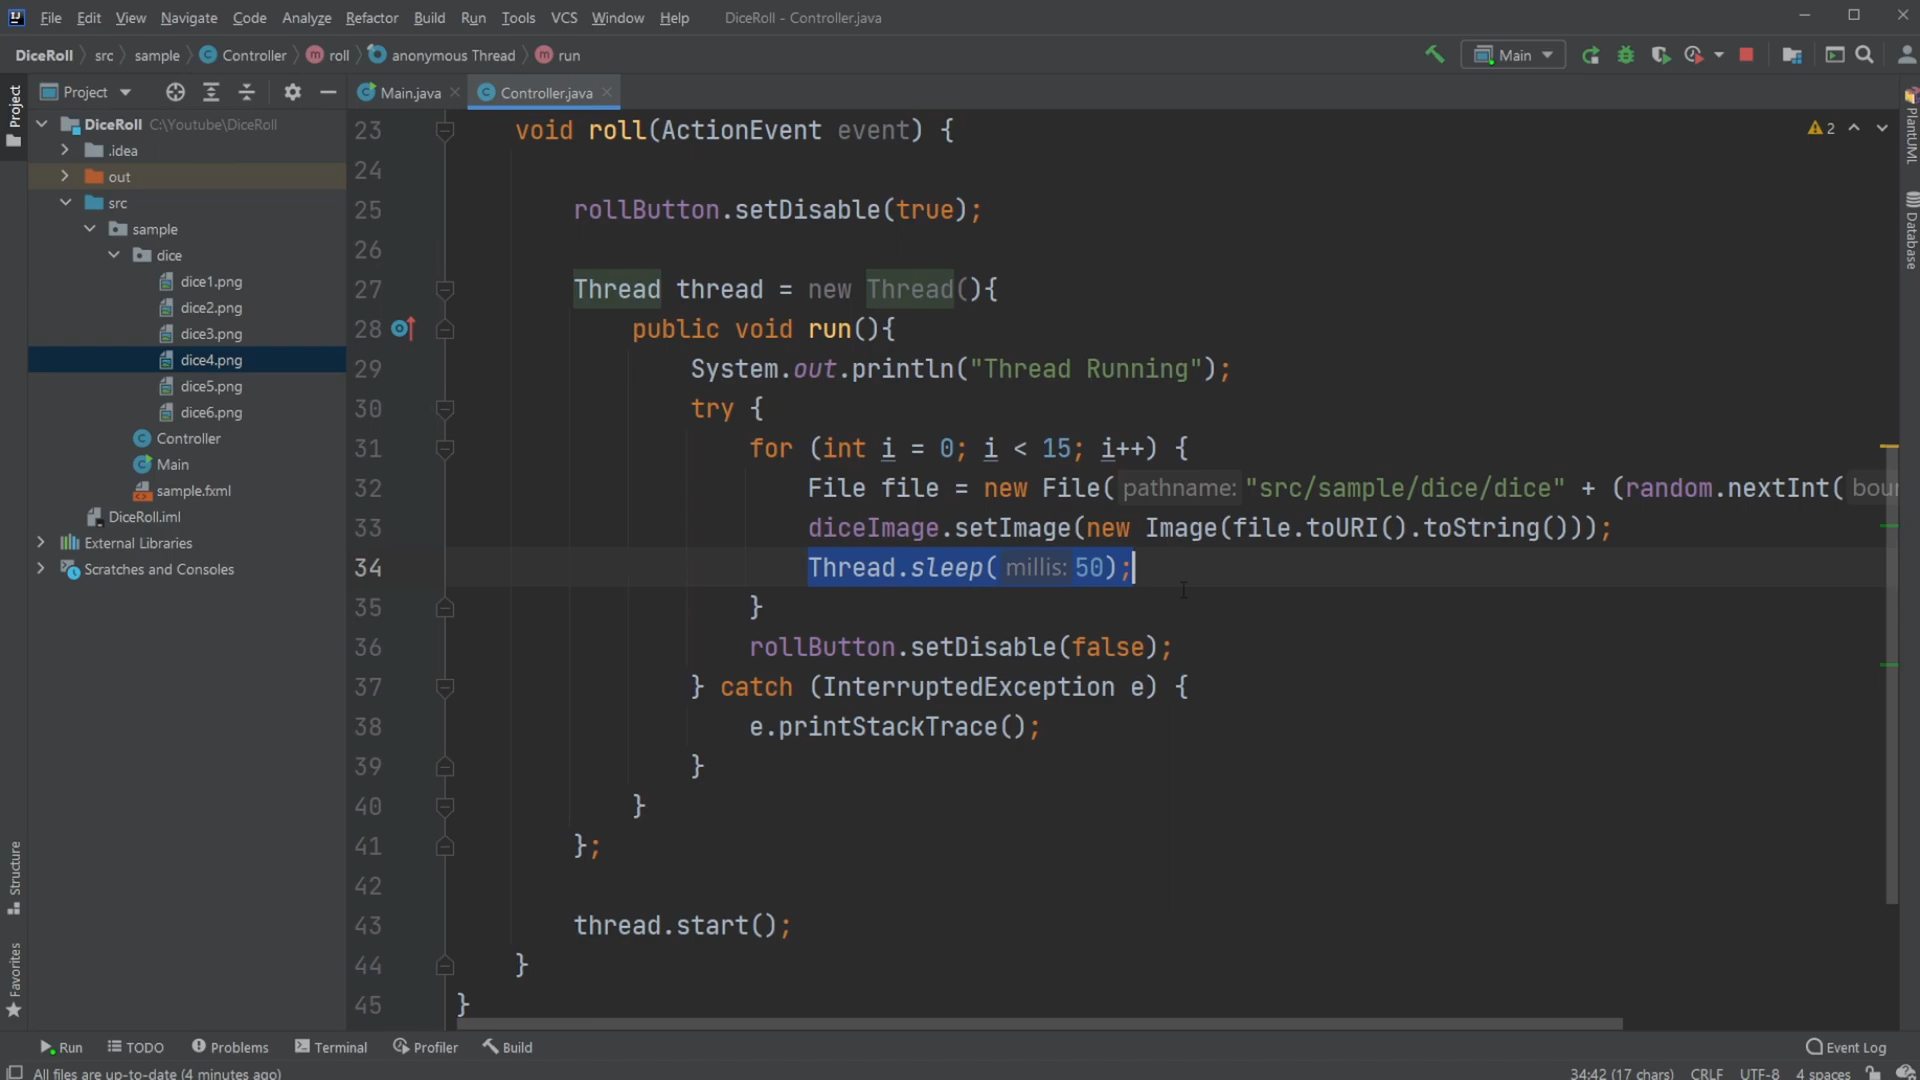 File Edit View Navigate Code Analyze Refactor Build Run Tools VCS Window Help DiceRoll - Controller.java
DiceRoll src sample Controller roll anonymous Thread run Main
Project Main.java Controller.java
Project
DiceRoll C:\Youtube\DiceRoll
.idea
out
src
sample
dice
dice1.png
dice2.png
dice3.png
dice4.png
dice5.png
dice6.png
Controller
Main
sample.fxml
DiceRoll.iml
External Libraries
Scratches and Consoles
Structure
Favorites
23 void roll(ActionEvent event) {
24
25 rollButton.setDisable(true);
26
27 Thread thread = new Thread(){
28 public void run(){
29 System.out.println("Thread Running");
30 try {
31 for (int i = 0; i < 15; i++) {
32 File file = new File( pathname: "src/sample/dice/dice" + (random.nextInt(
33 diceImage.setImage(new Image(file.toURI().toString()));
34 Thread.sleep( millis: 50);
35 }
36 rollButton.setDisable(false);
37 } catch (InterruptedException e) {
38 e.printStackTrace();
39 }
40 }
41 };
42
43 thread.start();
44 }
45 }
2
PlantUML
Database
Run TODO Problems Terminal Profiler Build Event Log
All files are up-to-date (4 minutes ago) 34:42 (17 chars) CRLF UTF-8 4 spaces